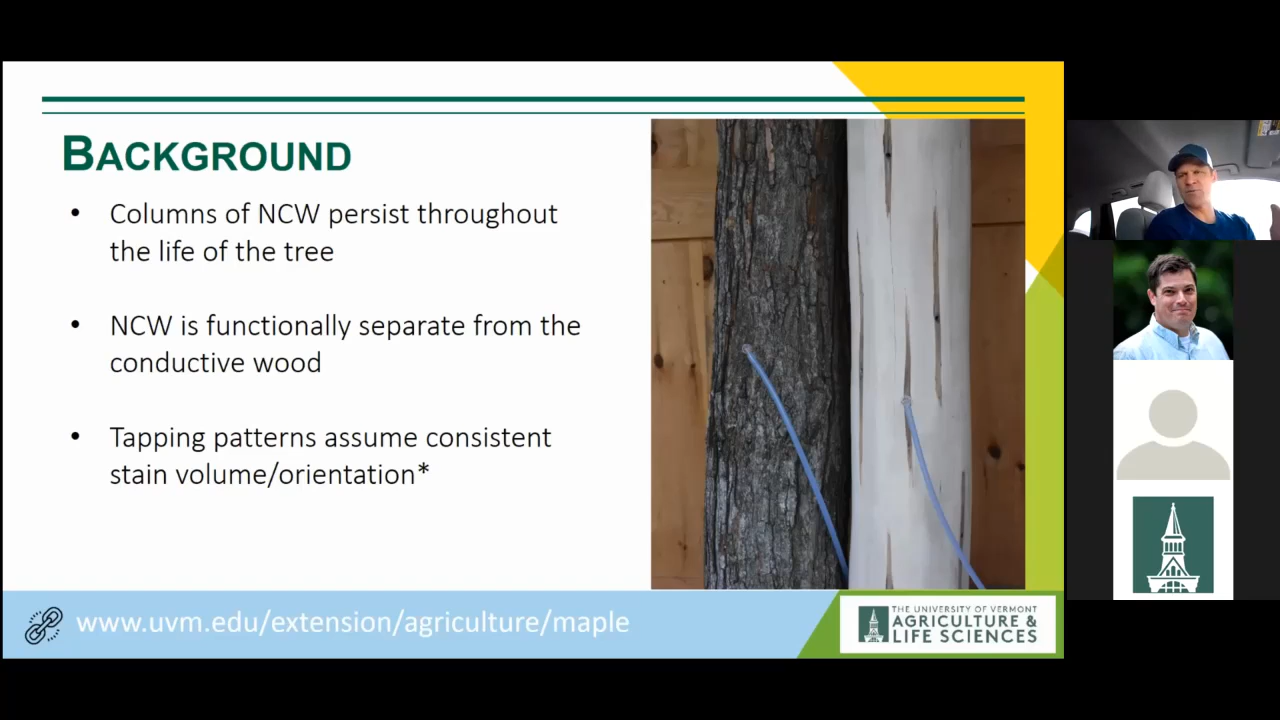 BACKGROUND
• Columns of NCW persist throughout
the life of the tree
• NCW is functionally separate from the
conductive wood
• Tapping patterns assume consistent
stain volume/orientation*
www.uvm.edu/extension/agriculture/maple
THE UNIVERSITY OF VERMONT
AGRICULTURE &
LIFE SCIENCES